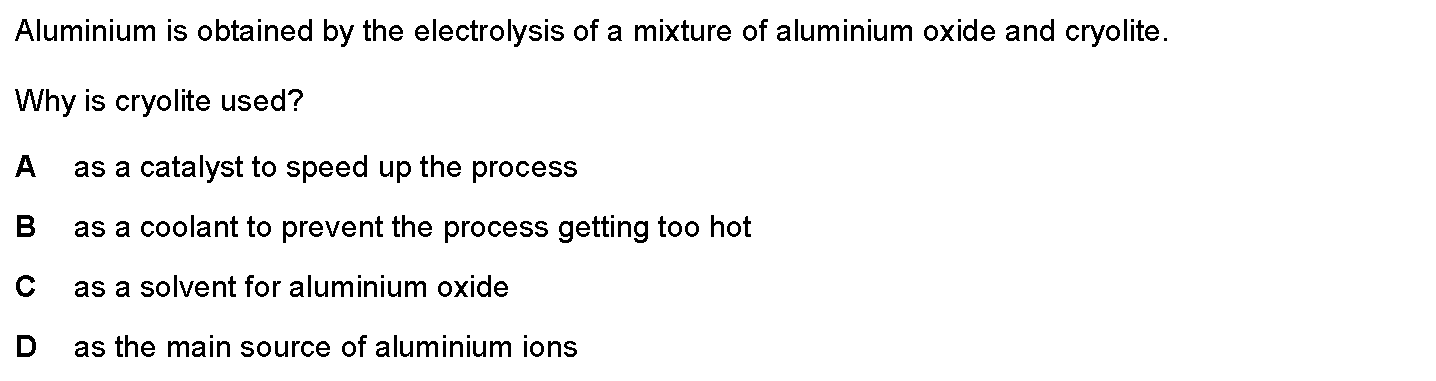 Aluminium is obtained by the electrolysis of a mixture of aluminium oxide and cryolite.
Why is cryolite used?
A as a catalyst to speed up the process
B as a coolant to prevent the process getting too hot
C as a solvent for aluminium oxide
D as the main source of aluminium ions